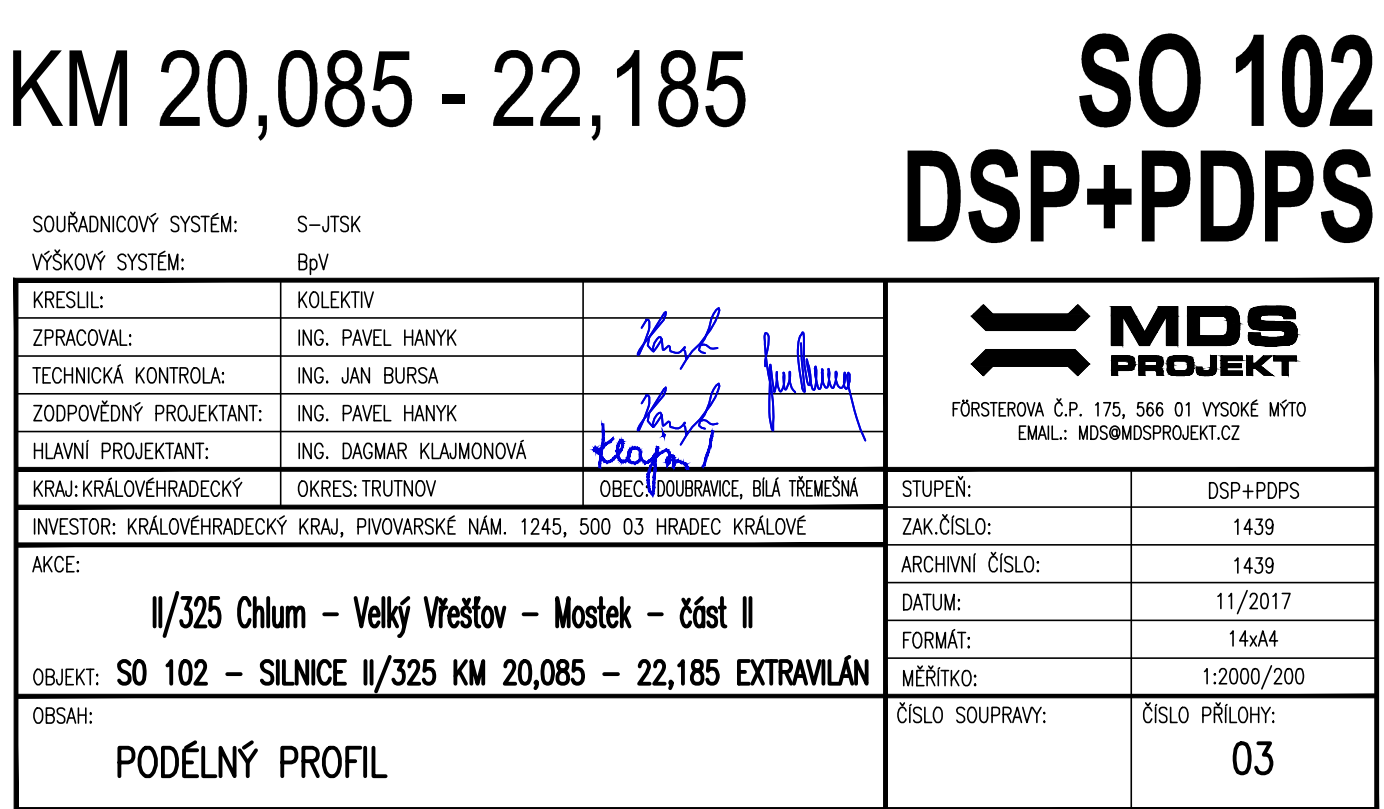 KM 20,085 - 22,185
SO 102
DSP+PDPS
SOUŘADNICOVÝ SYSTÉM: S-JTSK
VÝŠKOVÝ SYSTÉM: BpV
KRESLIL: KOLEKTIV
ZPRACOVAL: ING. PAVEL HANYK
TECHNICKÁ KONTROLA: ING. JAN BURSA
ZODPOVĚDNÝ PROJEKTANT: ING. PAVEL HANYK
HLAVNÍ PROJEKTANT: ING. DAGMAR KLAJMONOVÁ
MDS
PROJEKT
FÖRSTEROVA Č.P. 175, 566 01 VYSOKÉ MÝTO
EMAIL.: MDS@MDSPROJEKT.CZ
KRAJ: KRÁLOVÉHRADECKÝ OKRES: TRUTNOV OBEC: DOUBRAVICE, BÍLÁ TŘEMEŠNÁ
INVESTOR: KRÁLOVÉHRADECKÝ KRAJ, PIVOVARSKÉ NÁM. 1245, 500 03 HRADEC KRÁLOVÉ
AKCE:
II/325 Chlum - Velký Vřešťov - Mostek - část II
OBJEKT: SO 102 - SILNICE II/325 KM 20,085 - 22,185 EXTRAVILÁN
OBSAH:
PODÉLNÝ PROFIL
STUPEŇ: DSP+PDPS
ZAK.ČÍSLO: 1439
ARCHIVNÍ ČÍSLO: 1439
DATUM: 11/2017
FORMÁT: 14xA4
MĚŘÍTKO: 1:2000/200
ČÍSLO SOUPRAVY: ČÍSLO PŘÍLOHY:
03